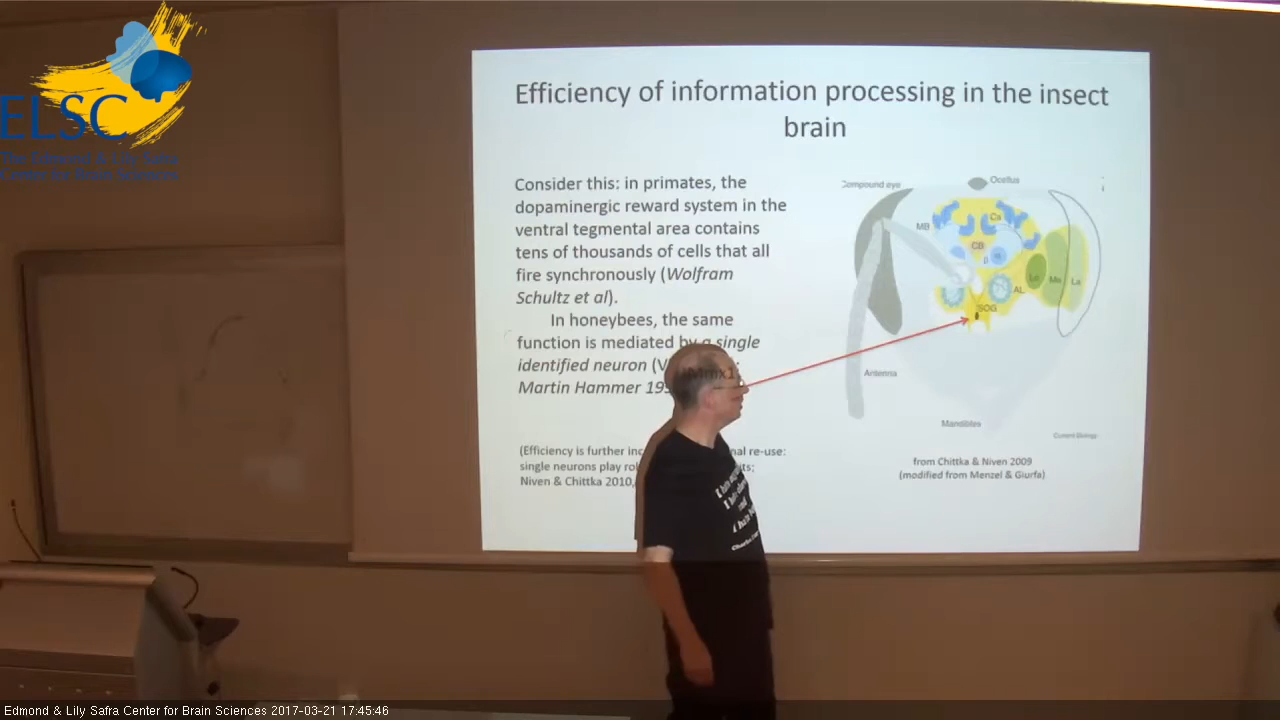 ELSC
The Edmond & Lily Safra
Center for Brain Sciences
Efficiency of information processing in the insect
brain
Consider this: in primates, the
dopaminergic reward system in the
ventral tegmental area contains
tens of thousands of cells that all
fire synchronously (Wolfram
Schultz et al).
In honeybees, the same
function is mediated by a single
identified neuron
Martin Hammer
(Efficiency is further re-use:
single neurons play
Niven & Chittka 2010,
Compound eye
Ocellus
MB
Ca
CB
β
Lo
Me
La
AL
SOG
Antenna
Mandibles
Current Biology
from Chittka & Niven 2009
(modified from Menzel & Giurfa)
I
I
and
I
Edmond & Lily Safra Center for Brain Sciences 2017-03-21 17:45:46